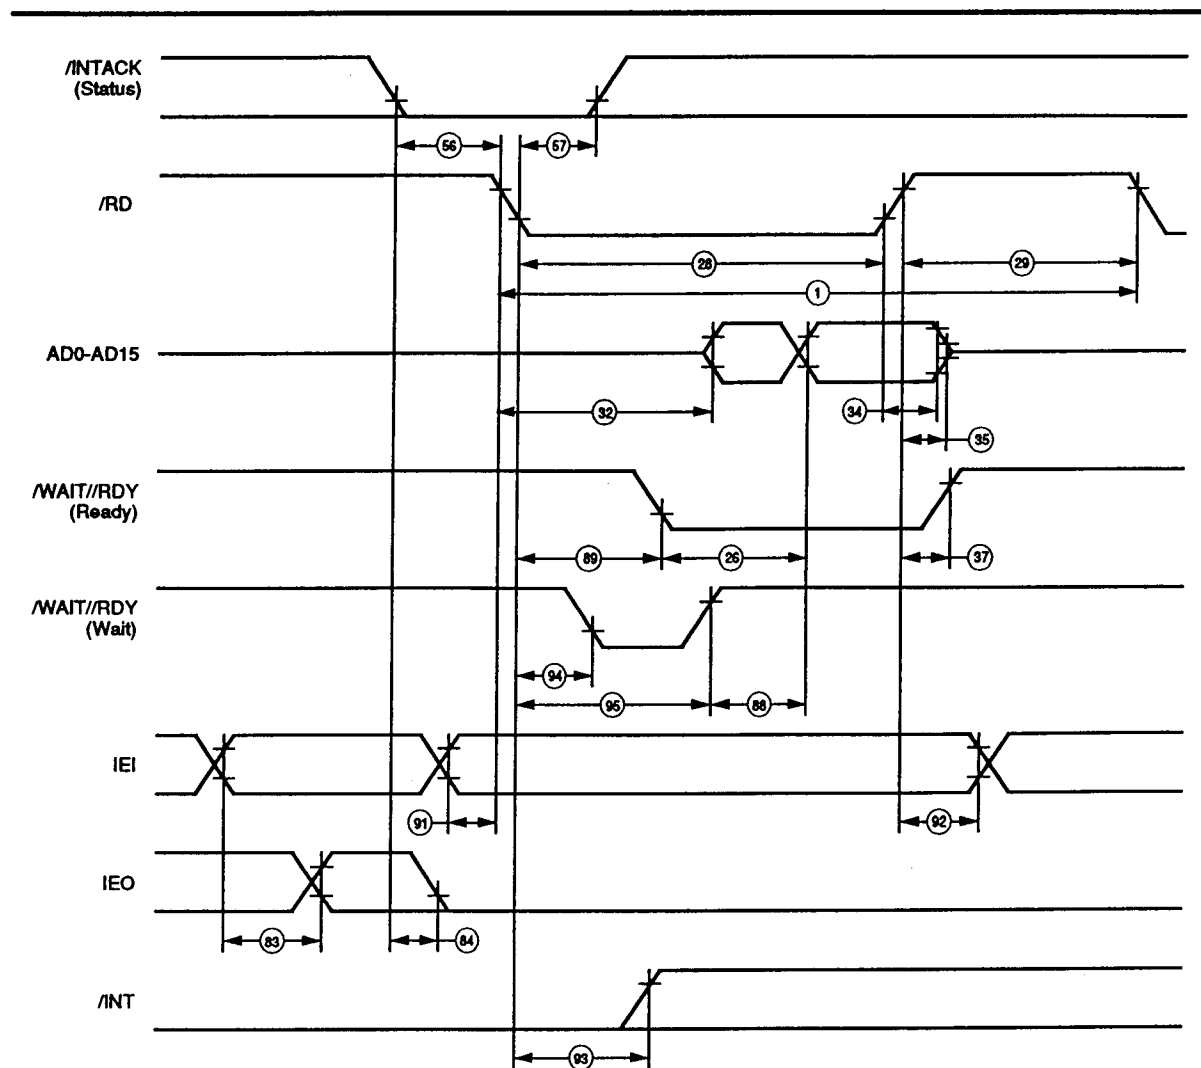 /INTACK
(Status)
56
57
/RD
28
29
1
AD0-AD15
32
34
35
/WAIT//RDY
(Ready)
89
26
37
/WAIT//RDY
(Wait)
94
95
88
IEI
91
92
IEO
83
84
/INT
93